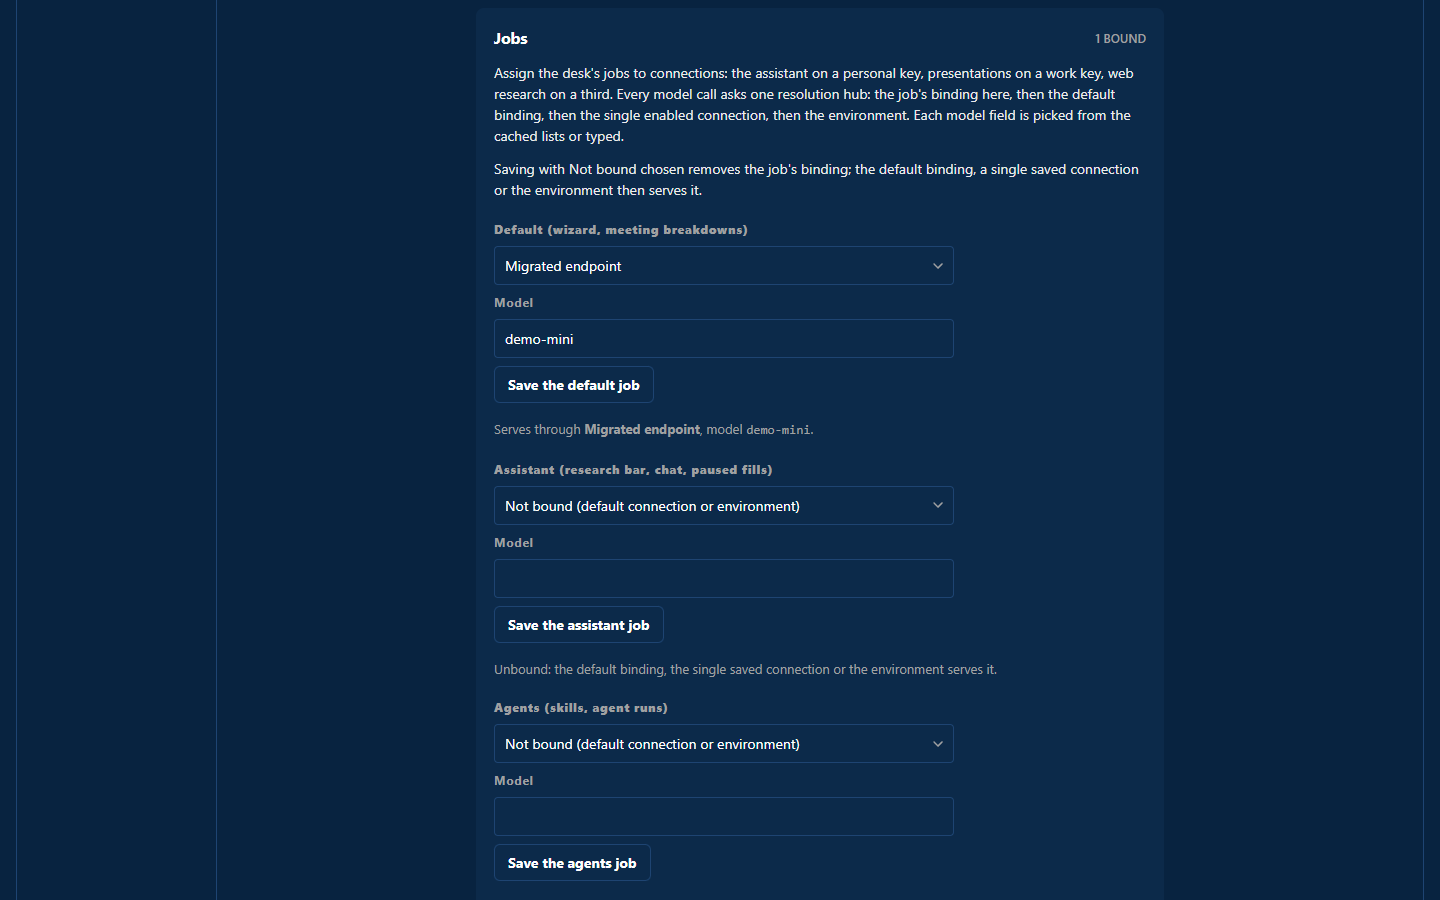 Jobs
1 BOUND
Assign the desk's jobs to connections: the assistant on a personal key, presentations on a work key, web
research on a third. Every model call asks one resolution hub: the job's binding here, then the default
binding, then the single enabled connection, then the environment. Each model field is picked from the
cached lists or typed.
Saving with Not bound chosen removes the job's binding; the default binding, a single saved connection
or the environment then serves it.
Default (wizard, meeting breakdowns)
Migrated endpoint
Model
demo-mini
Save the default job
Serves through Migrated endpoint, model demo-mini.
Assistant (research bar, chat, paused fills)
Not bound (default connection or environment)
Model
Save the assistant job
Unbound: the default binding, the single saved connection or the environment serves it.
Agents (skills, agent runs)
Not bound (default connection or environment)
Model
Save the agents job